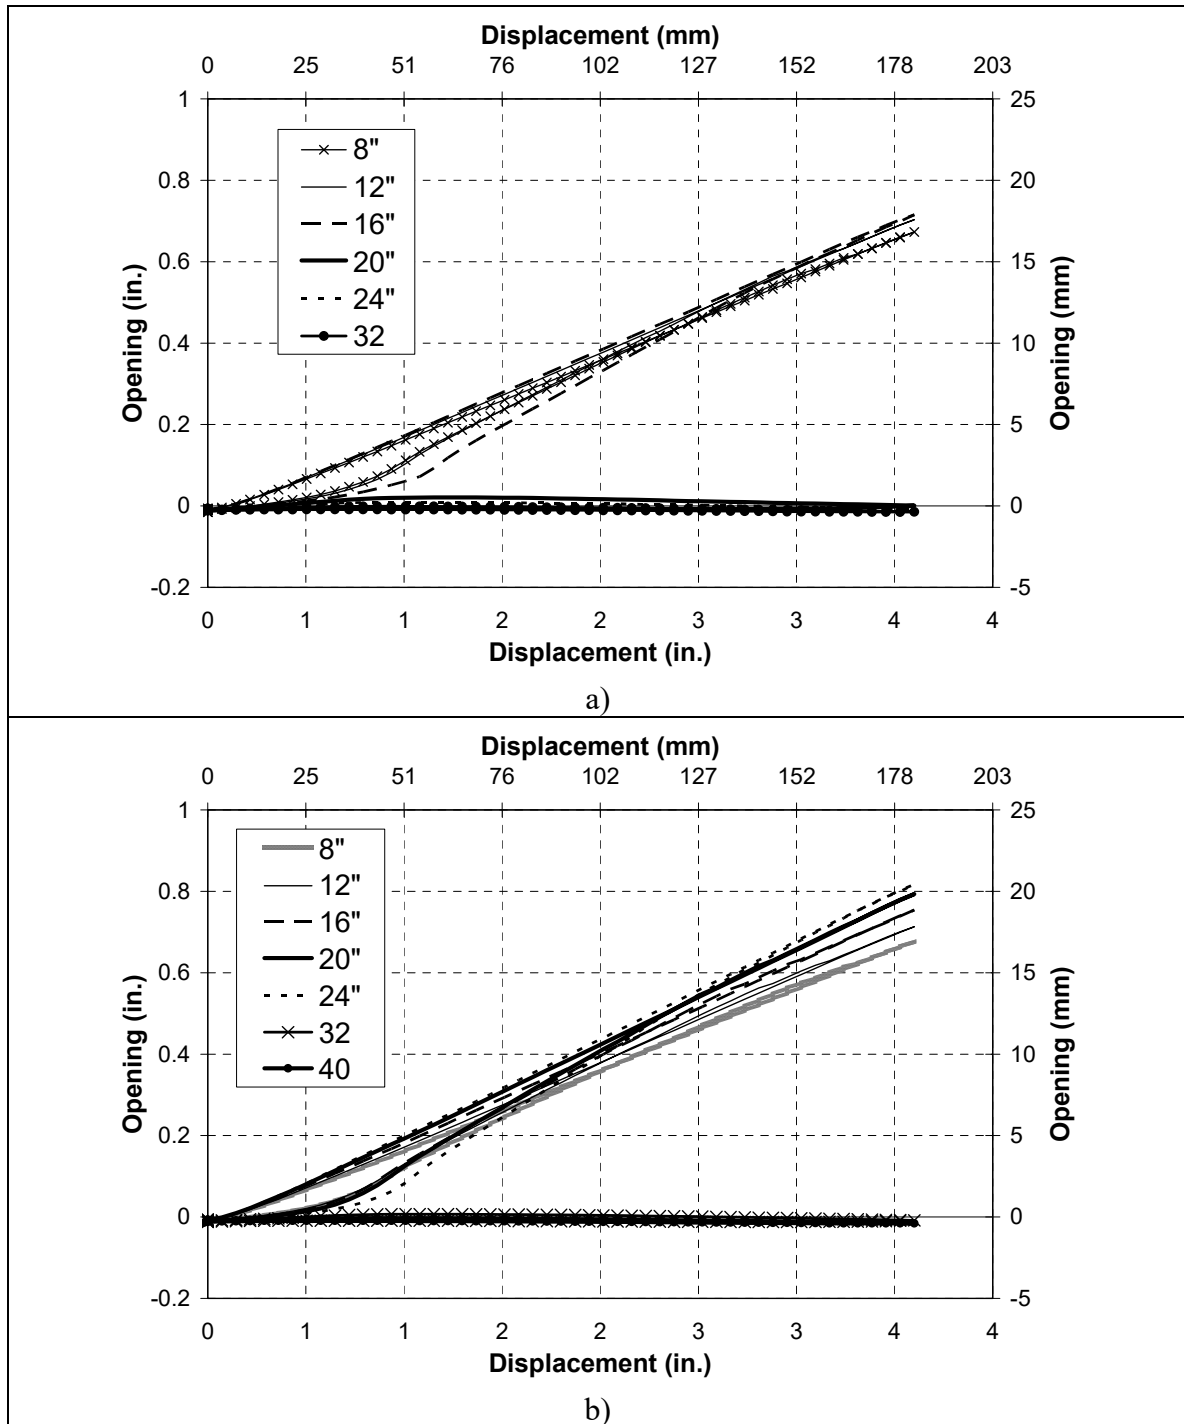 Displacement (mm)
0 25 51 76 102 127 152 178 203
1 25
8"
12"
16"
20"
24"
32
0.8 20
0.6 15
0.4 10
0.2 5
0 0
-0.2 -5
Opening (in.)
Opening (mm)
0 1 1 2 2 3 3 4 4
Displacement (in.)
a)
Displacement (mm)
0 25 51 76 102 127 152 178 203
1 25
8"
12"
16"
20"
24"
32
40
0.8 20
0.6 15
0.4 10
0.2 5
0 0
-0.2 -5
Opening (in.)
Opening (mm)
0 1 1 2 2 3 3 4 4
Displacement (in.)
b)